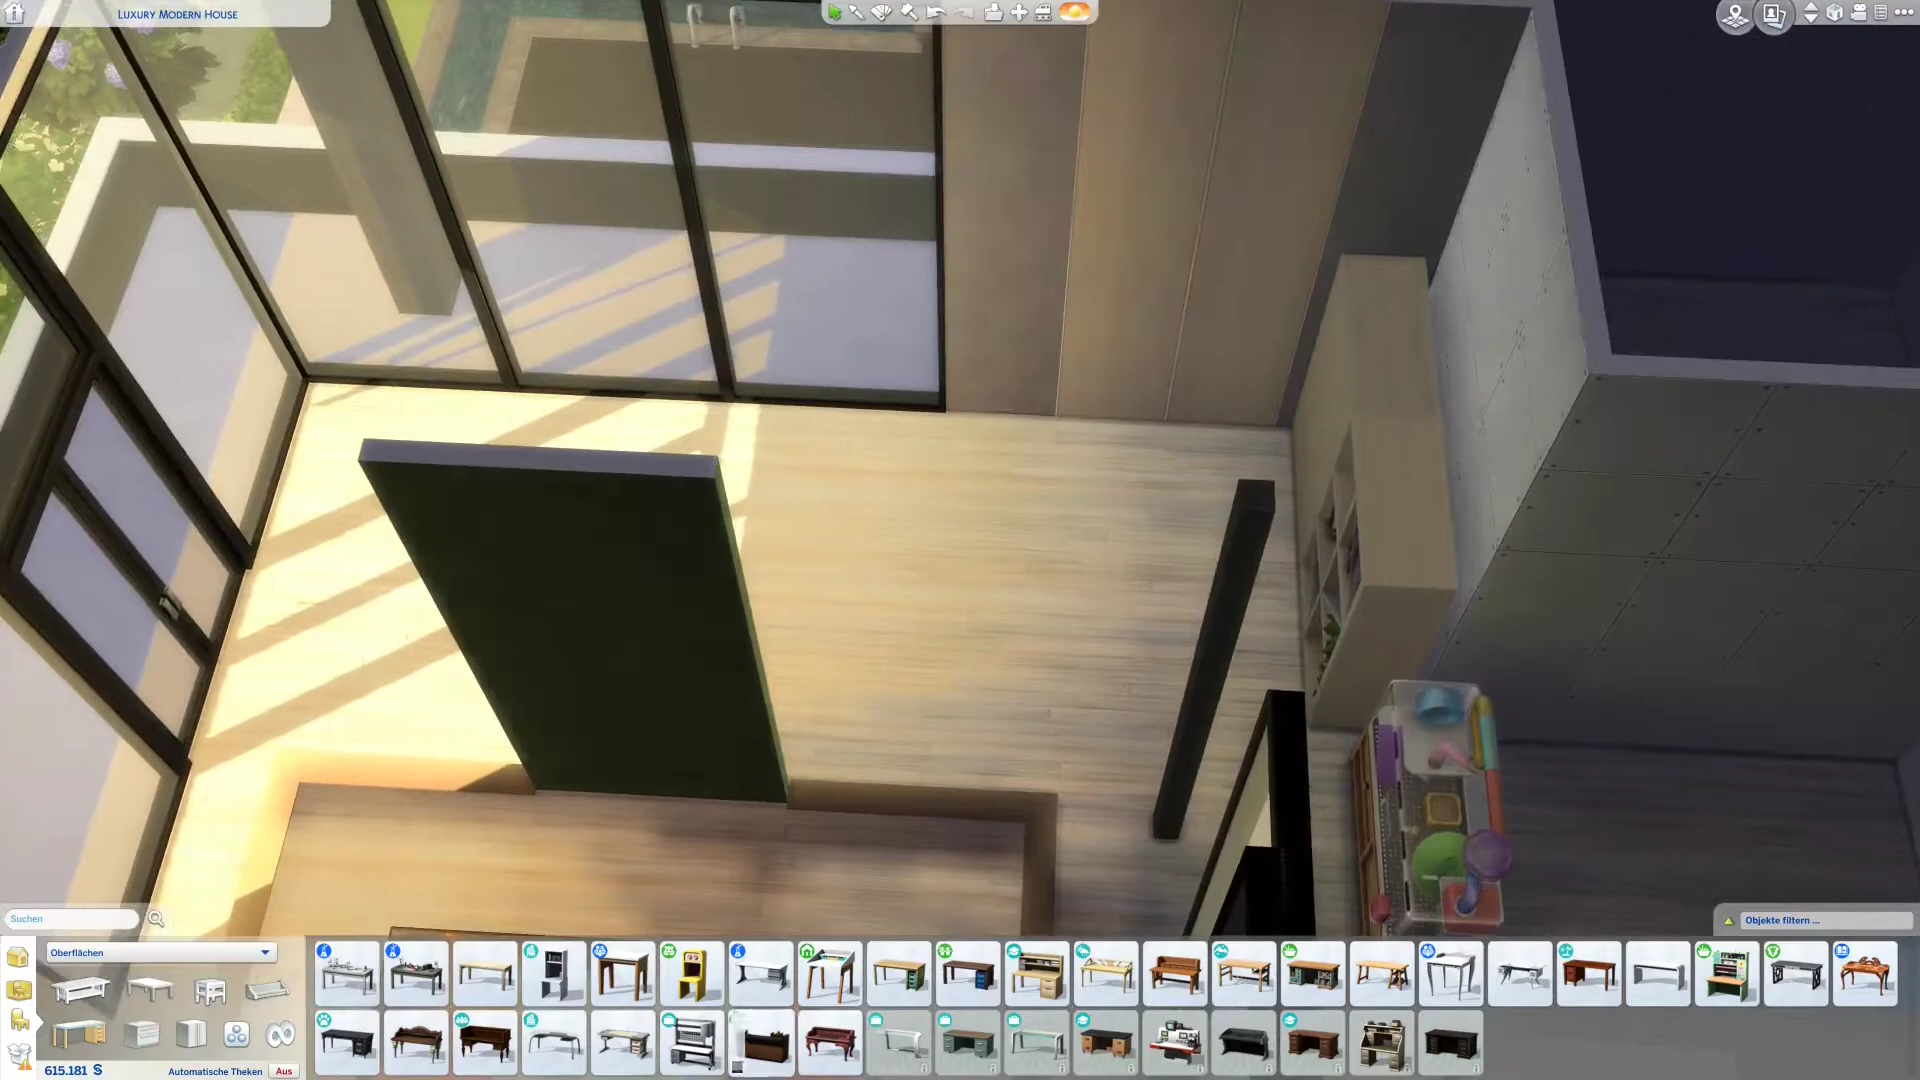 Luxury Modern House
Suchen
Oberflächen
Objekte filtern ...
615.181 S
Automatische Theken
Aus